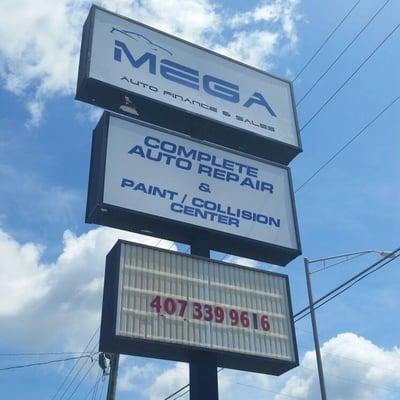 MEGA
AUTO FINANCE & SALES
COMPLETE
AUTO REPAIR
&
PAINT / COLLISION
CENTER
407 339 9616